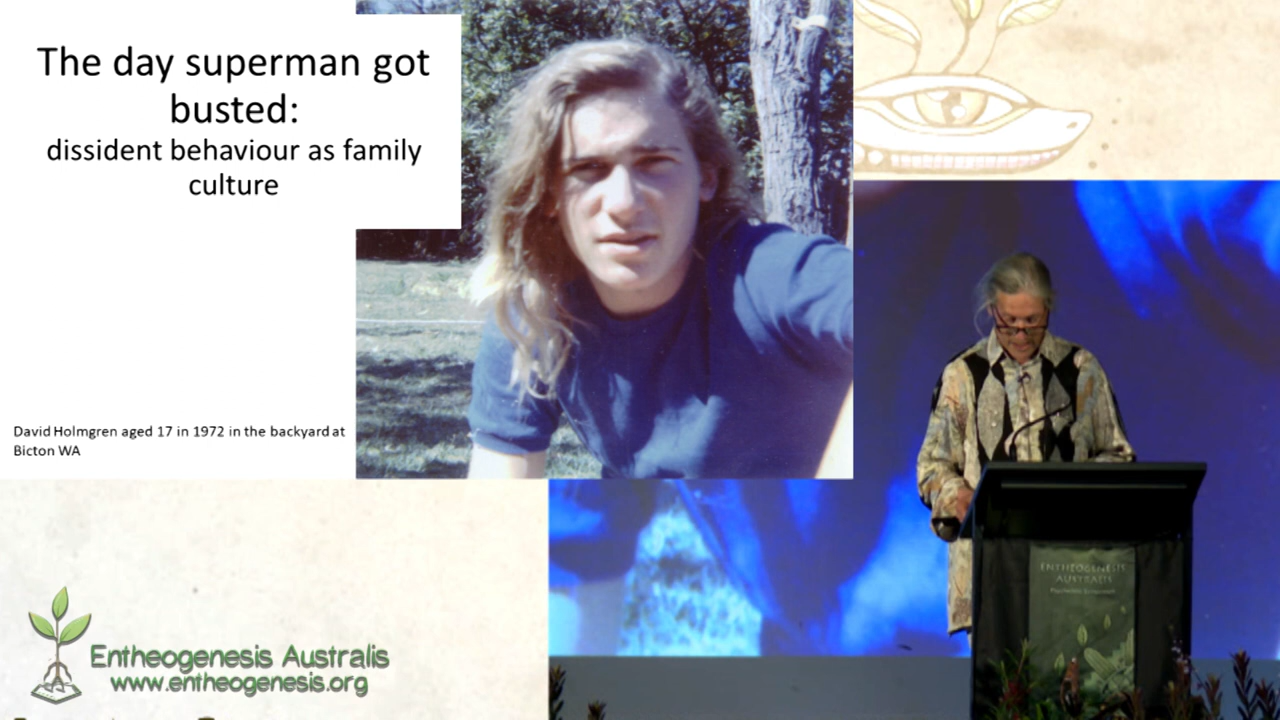 The day superman got
busted:
dissident behaviour as family
culture
David Holmgren aged 17 in 1972 in the backyard at
Bicton WA
Entheogenesis Australis
www.entheogenesis.org
ENTHEOGENESIS
AUSTRALIS